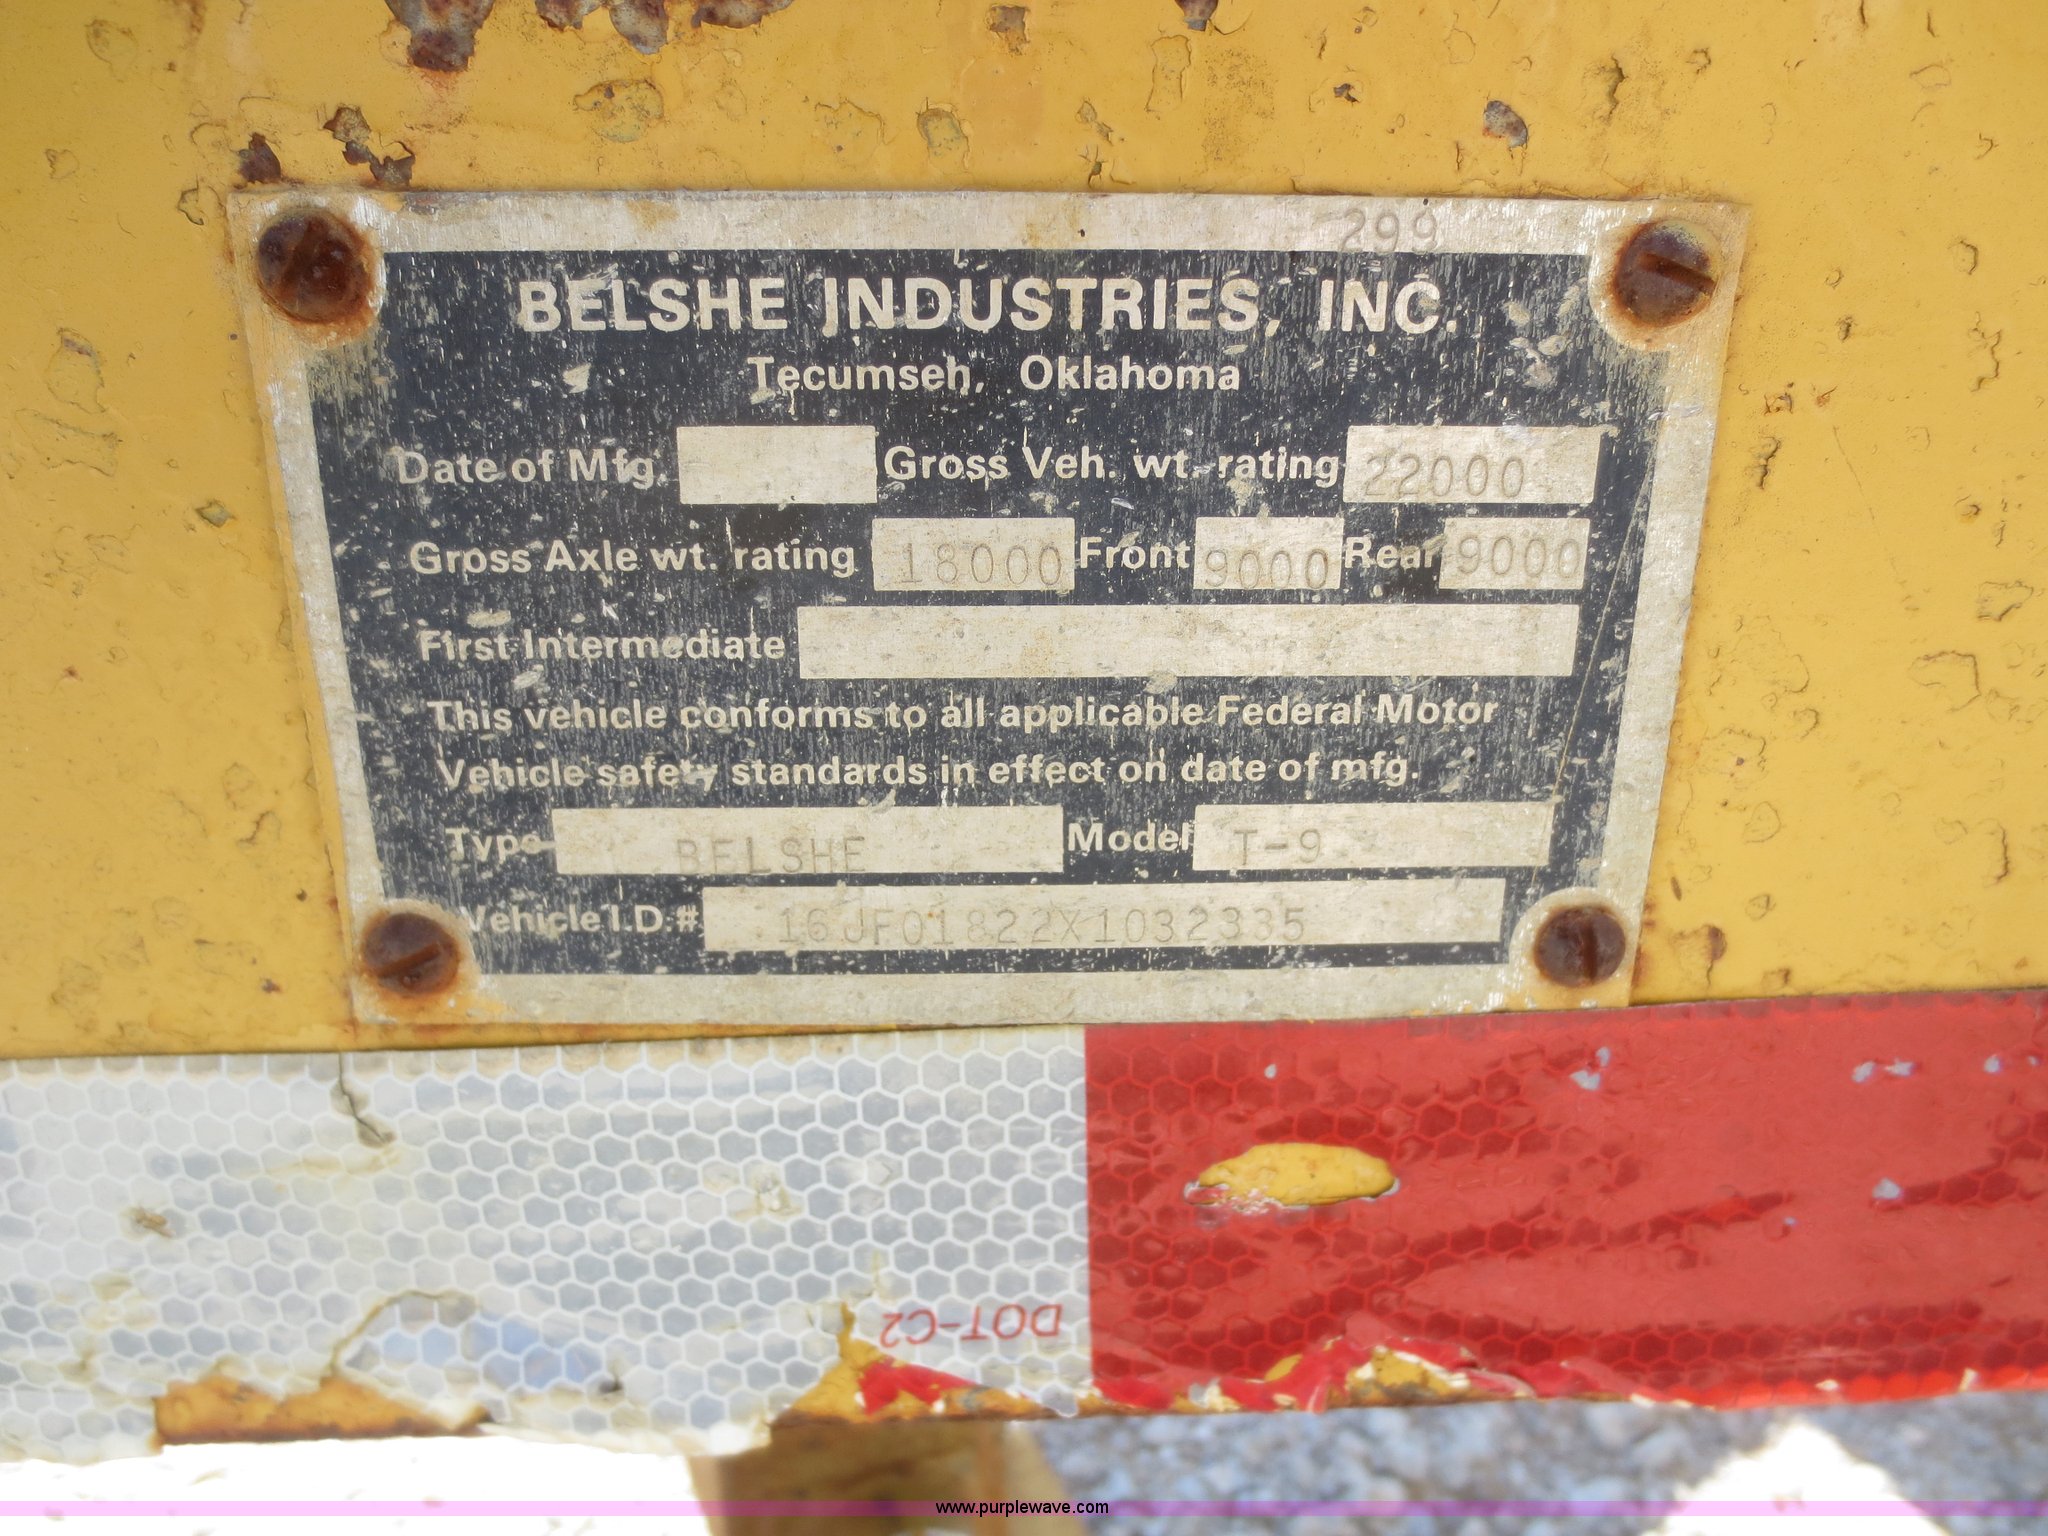 299
BELSHE INDUSTRIES, INC.
Tecumseh, Oklahoma
Date of Mfg. Gross Veh. wt. rating 22000
Gross Axle wt. rating 18000 Front 9000 Rear 9000
First Intermediate
This vehicle conforms to all applicable Federal Motor
Vehicle safety standards in effect on date of mfg.
Type BELSHE Model T-9
Vehicle I.D.# 16JF01822X1032335
DOT-C2
www.purplewave.com